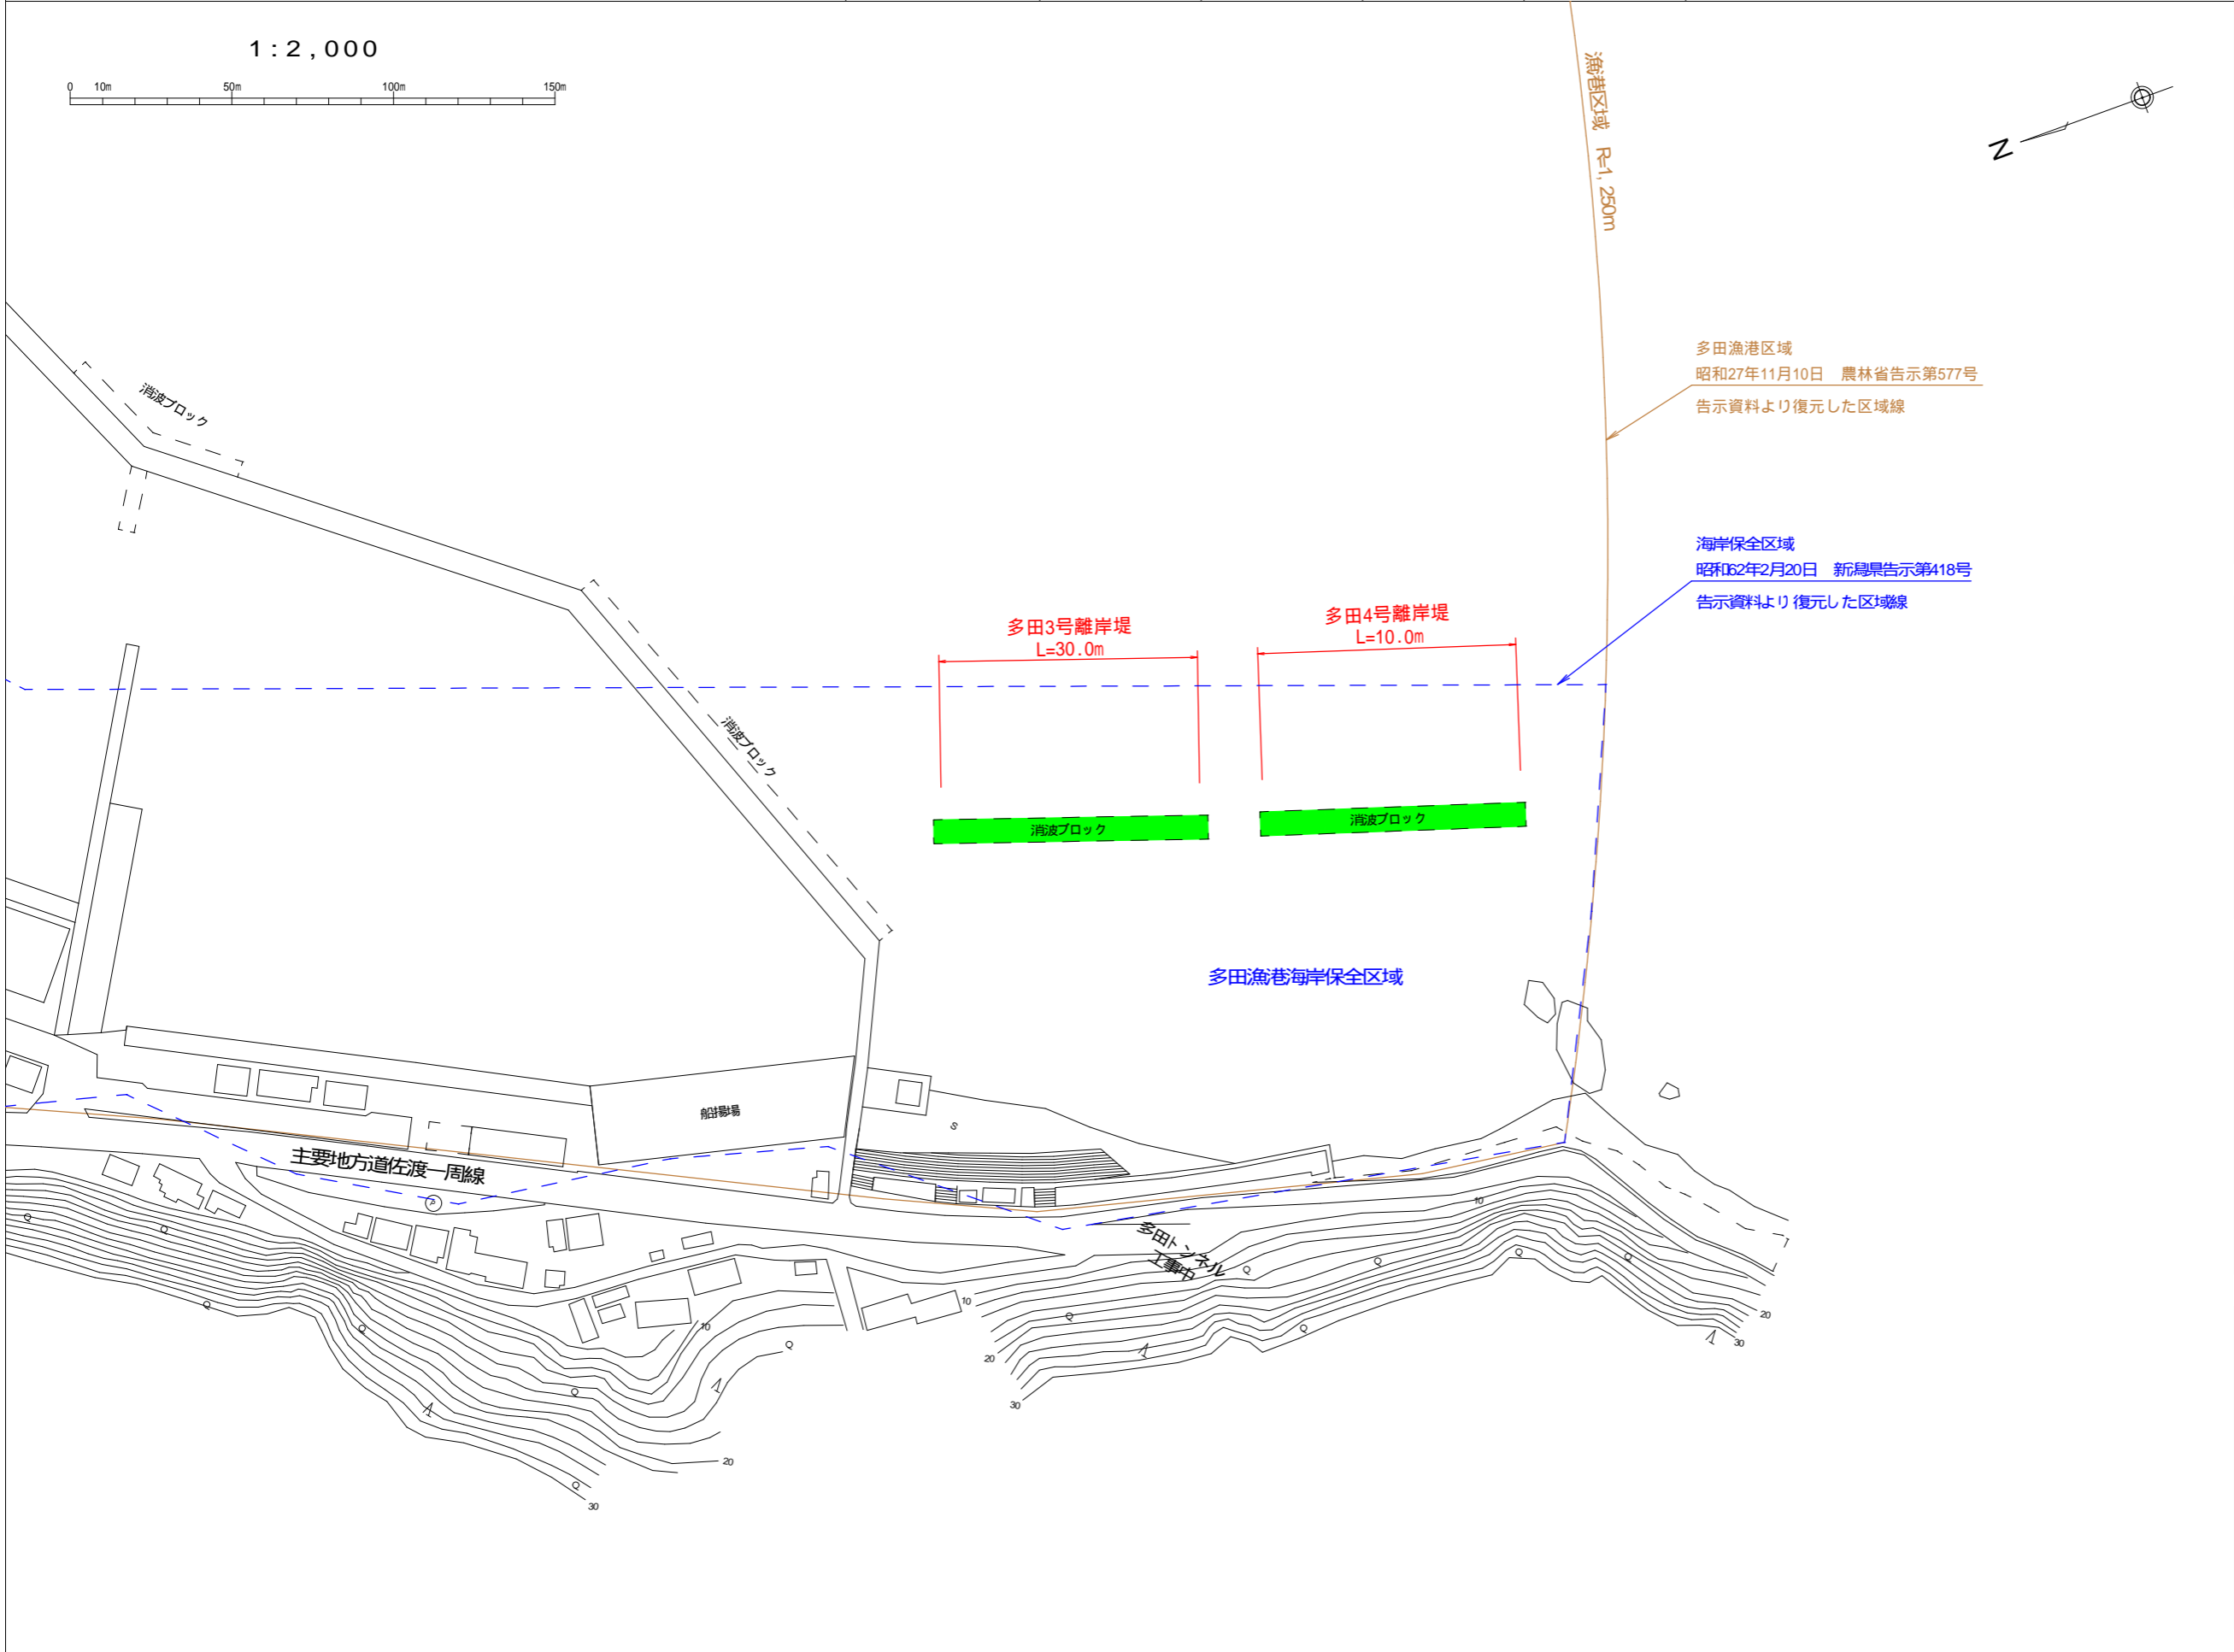 1:2,000
0 10m 50m 100m 150m
漁港区域 R=1,250m
N
多田漁港区域
昭和27年11月10日 農林省告示第577号
告示資料より復元した区域線
消波ブロック
海岸保全区域
昭和62年2月20日 新潟県告示第418号
告示資料より復元した区域線
多田3号離岸堤
L=30.0m
多田4号離岸堤
L=10.0m
消波ブロック
消波ブロック
消波ブロック
多田漁港海岸保全区域
船揚場
S
主要地方道佐渡一周線
多田トンネル
工事中
10
10
10
20
30
20
30
20
30